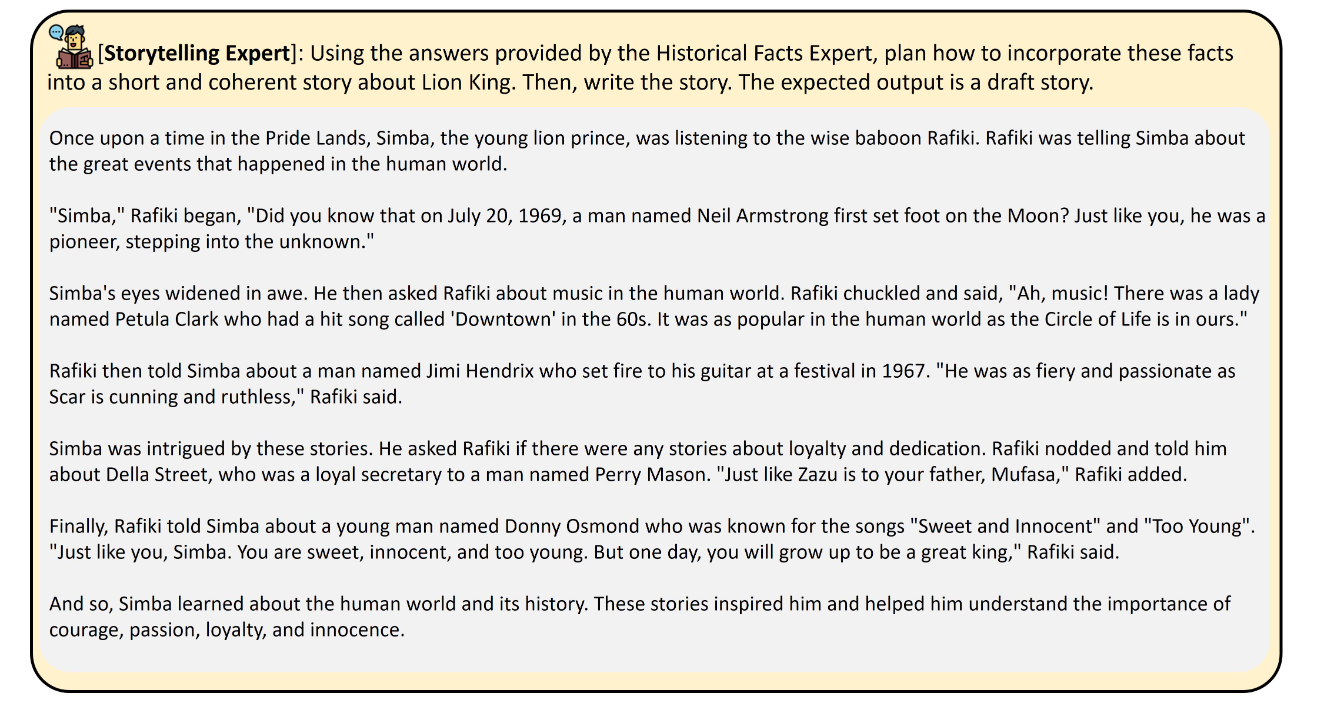 [Storytelling Expert]: Using the answers provided by the Historical Facts Expert, plan how to incorporate these facts
into a short and coherent story about Lion King. Then, write the story. The expected output is a draft story.
Once upon a time in the Pride Lands, Simba, the young lion prince, was listening to the wise baboon Rafiki. Rafiki was telling Simba about
the great events that happened in the human world.
"Simba," Rafiki began, "Did you know that on July 20, 1969, a man named Neil Armstrong first set foot on the Moon? Just like you, he was a
pioneer, stepping into the unknown."
Simba's eyes widened in awe. He then asked Rafiki about music in the human world. Rafiki chuckled and said, "Ah, music! There was a lady
named Petula Clark who had a hit song called 'Downtown' in the 60s. It was as popular in the human world as the Circle of Life is in ours."
Rafiki then told Simba about a man named Jimi Hendrix who set fire to his guitar at a festival in 1967. "He was as fiery and passionate as
Scar is cunning and ruthless," Rafiki said.
Simba was intrigued by these stories. He asked Rafiki if there were any stories about loyalty and dedication. Rafiki nodded and told him
about Della Street, who was a loyal secretary to a man named Perry Mason. "Just like Zazu is to your father, Mufasa," Rafiki added.
Finally, Rafiki told Simba about a young man named Donny Osmond who was known for the songs "Sweet and Innocent" and "Too Young".
"Just like you, Simba. You are sweet, innocent, and too young. But one day, you will grow up to be a great king," Rafiki said.
And so, Simba learned about the human world and its history. These stories inspired him and helped him understand the importance of
courage, passion, loyalty, and innocence.